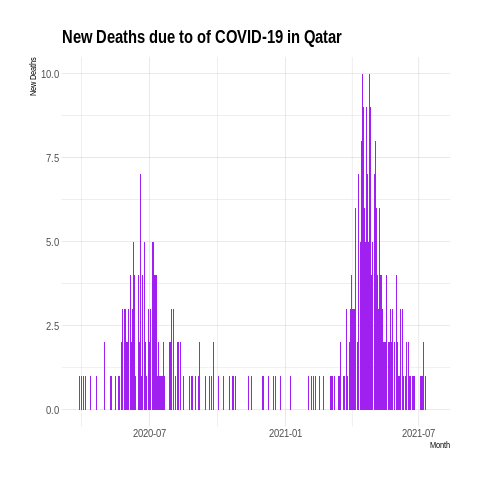 New Deaths due to of COVID-19 in Qatar
New Deaths
10.0
7.5
5.0
2.5
0.0
2020-07
2021-01
2021-07
Month